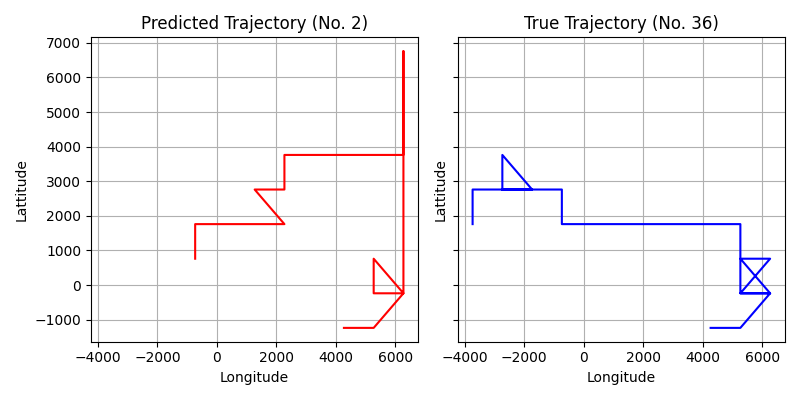 Predicted Trajectory (No. 2)
True Trajectory (No. 36)
7000
6000
5000
4000
3000
2000
1000
0
−1000
Lattitude
Lattitude
−4000 −2000 0 2000 4000 6000
−4000 −2000 0 2000 4000 6000
Longitude
Longitude